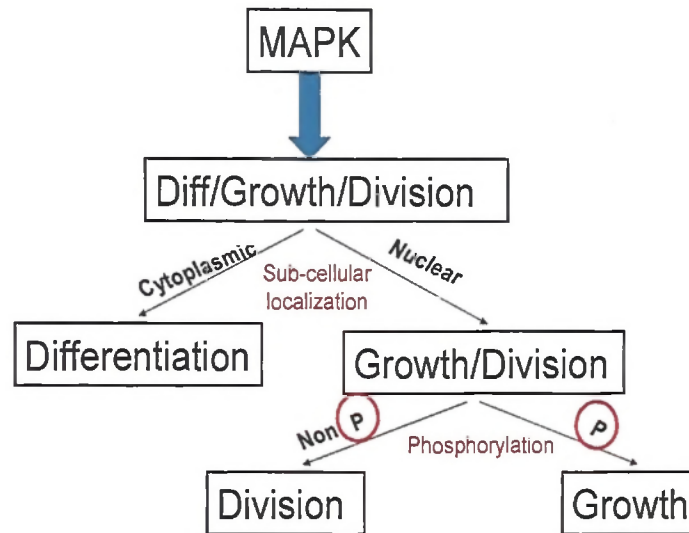 MAPK
Diff/Growth/Division
Cytoplasmic
Nuclear
Sub-cellular
localization
Differentiation
Growth/Division
Non P
P
Phosphorylation
Division
Growth